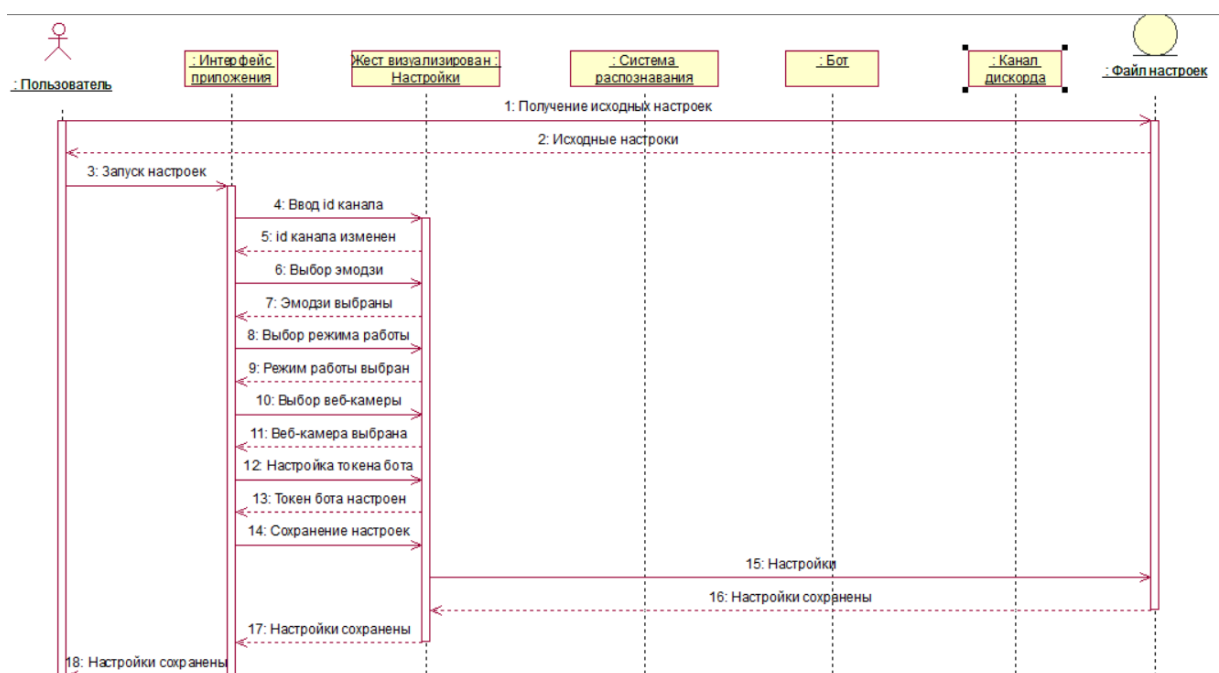 : Пользователь
: Интерфейс
приложения
Жест визуализирован :
Настройки
: Система
распознавания
: Бот
: Канал
дискорда
: Файл настроек
1: Получение исходных настроек
2: Исходные настроки
3: Запуск настроек
4: Ввод id канала
5: id канала изменен
6: Выбор эмодзи
7: Эмодзи выбраны
8: Выбор режима работы
9: Режим работы выбран
10: Выбор веб-камеры
11: Веб-камера выбрана
12: Настройка токена бота
13: Токен бота настроен
14: Сохранение настроек
15: Настройки
16: Настройки сохранены
17: Настройки сохранены
18: Настройки сохранены